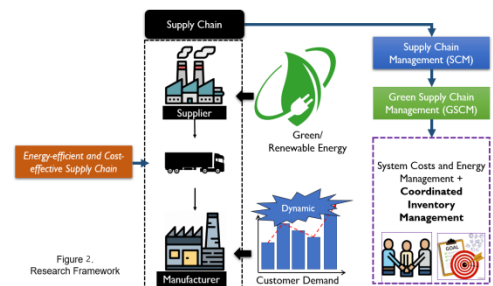 Supply Chain
Supplier
Manufacturer
Energy-efficient and Cost-
effective Supply Chain
Figure 2.
Research Framework
Green/
Renewable Energy
Dynamic
Customer Demand
Supply Chain
Management (SCM)
Green Supply Chain
Management (GSCM)
System Costs and Energy
Management +
Coordinated
Inventory
Management
GOAL